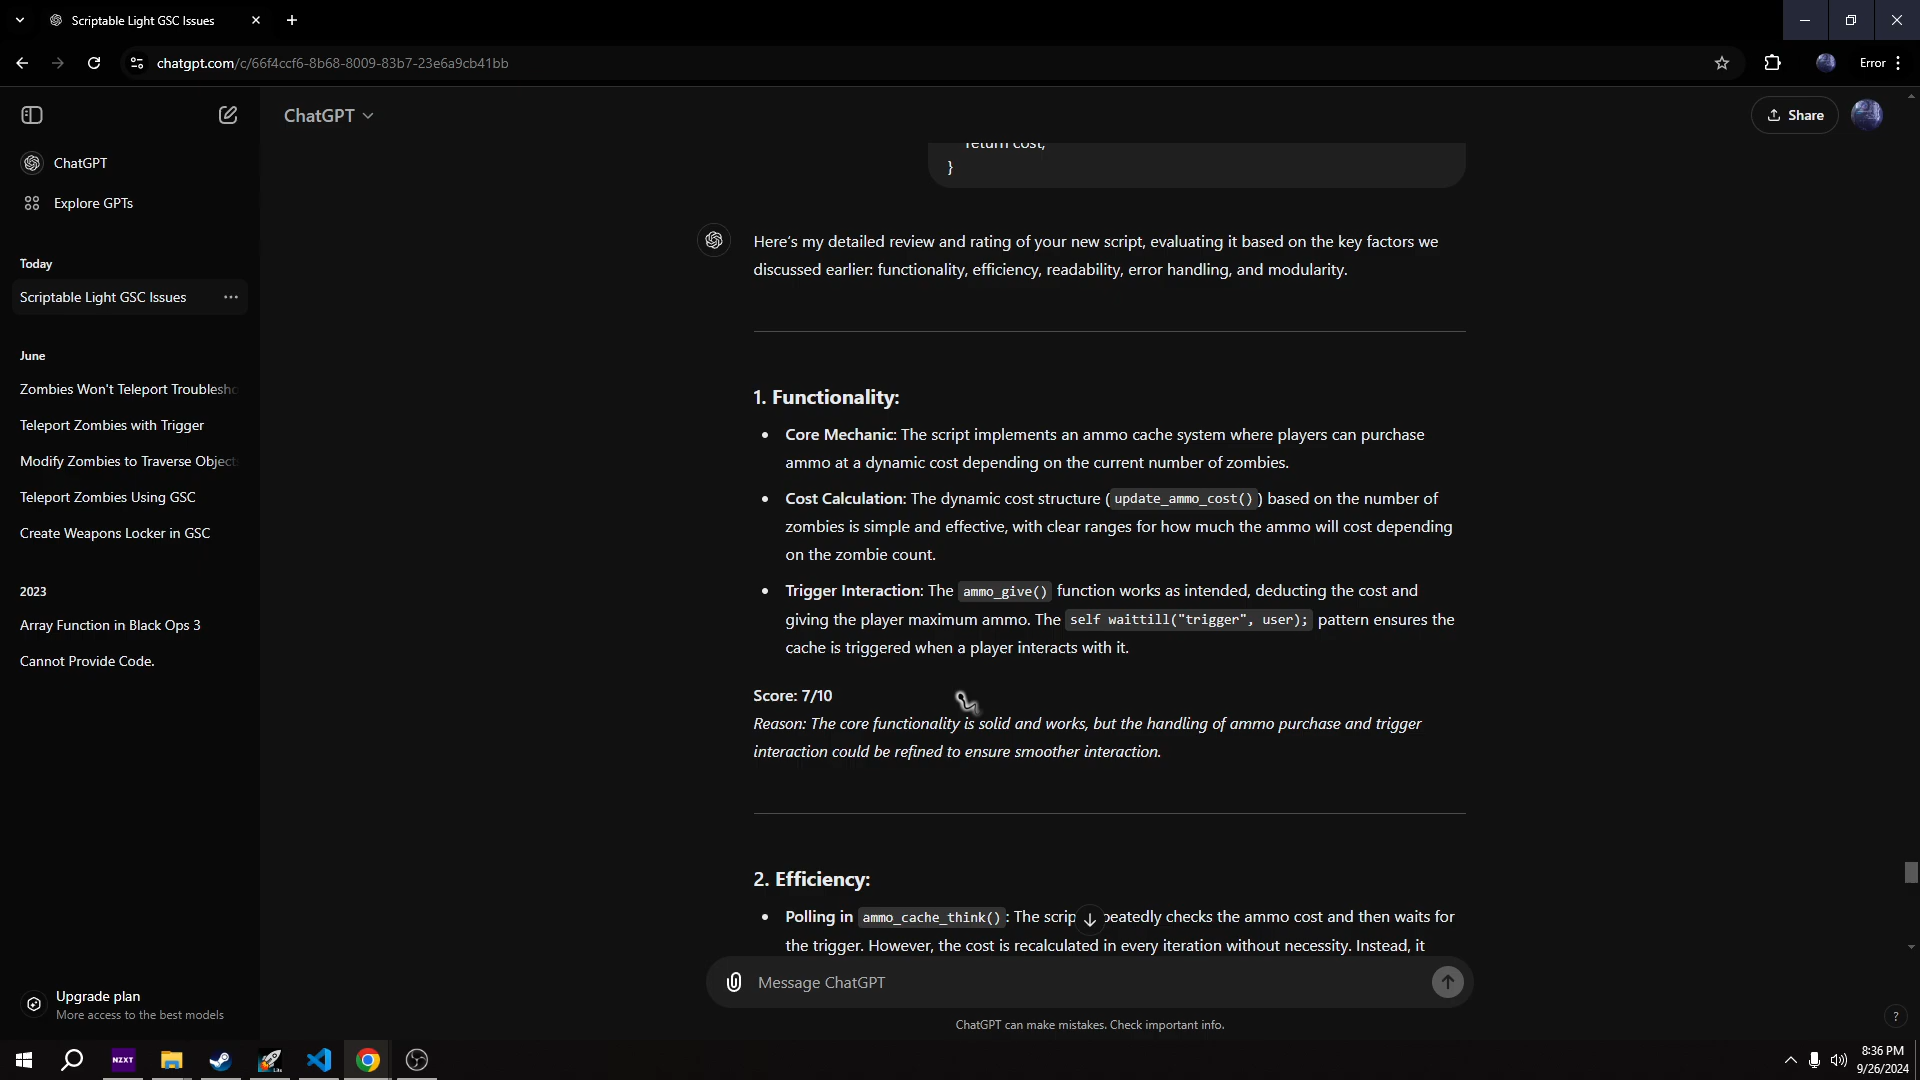 Scriptable Light GSC Issues
chatgpt.com/c/66f4ccf6-8b68-8009-83b7-23e6a9cb41bb
Error
ChatGPT
Share
ChatGPT
Explore GPTs
Today
Scriptable Light GSC Issues
June
Zombies Won't Teleport Troublesho
Teleport Zombies with Trigger
Modify Zombies to Traverse Object
Teleport Zombies Using GSC
Create Weapons Locker in GSC
2023
Array Function in Black Ops 3
Cannot Provide Code.
Upgrade plan
More access to the best models
return cost;
}
Here's my detailed review and rating of your new script, evaluating it based on the key factors we
discussed earlier: functionality, efficiency, readability, error handling, and modularity.
1. Functionality:
• Core Mechanic: The script implements an ammo cache system where players can purchase
ammo at a dynamic cost depending on the current number of zombies.
• Cost Calculation: The dynamic cost structure (update_ammo_cost()) based on the number of
zombies is simple and effective, with clear ranges for how much the ammo will cost depending
on the zombie count.
• Trigger Interaction: The ammo_give() function works as intended, deducting the cost and
giving the player maximum ammo. The self waittill("trigger", user); pattern ensures the
cache is triggered when a player interacts with it.
Score: 7/10
Reason: The core functionality is solid and works, but the handling of ammo purchase and trigger
interaction could be refined to ensure smoother interaction.
2. Efficiency:
• Polling in ammo_cache_think(): The scrip peatedly checks the ammo cost and then waits for
the trigger. However, the cost is recalculated in every iteration without necessity. Instead, it
Message ChatGPT
ChatGPT can make mistakes. Check important info.
?
NZXT
Lite
8:36 PM
9/26/2024